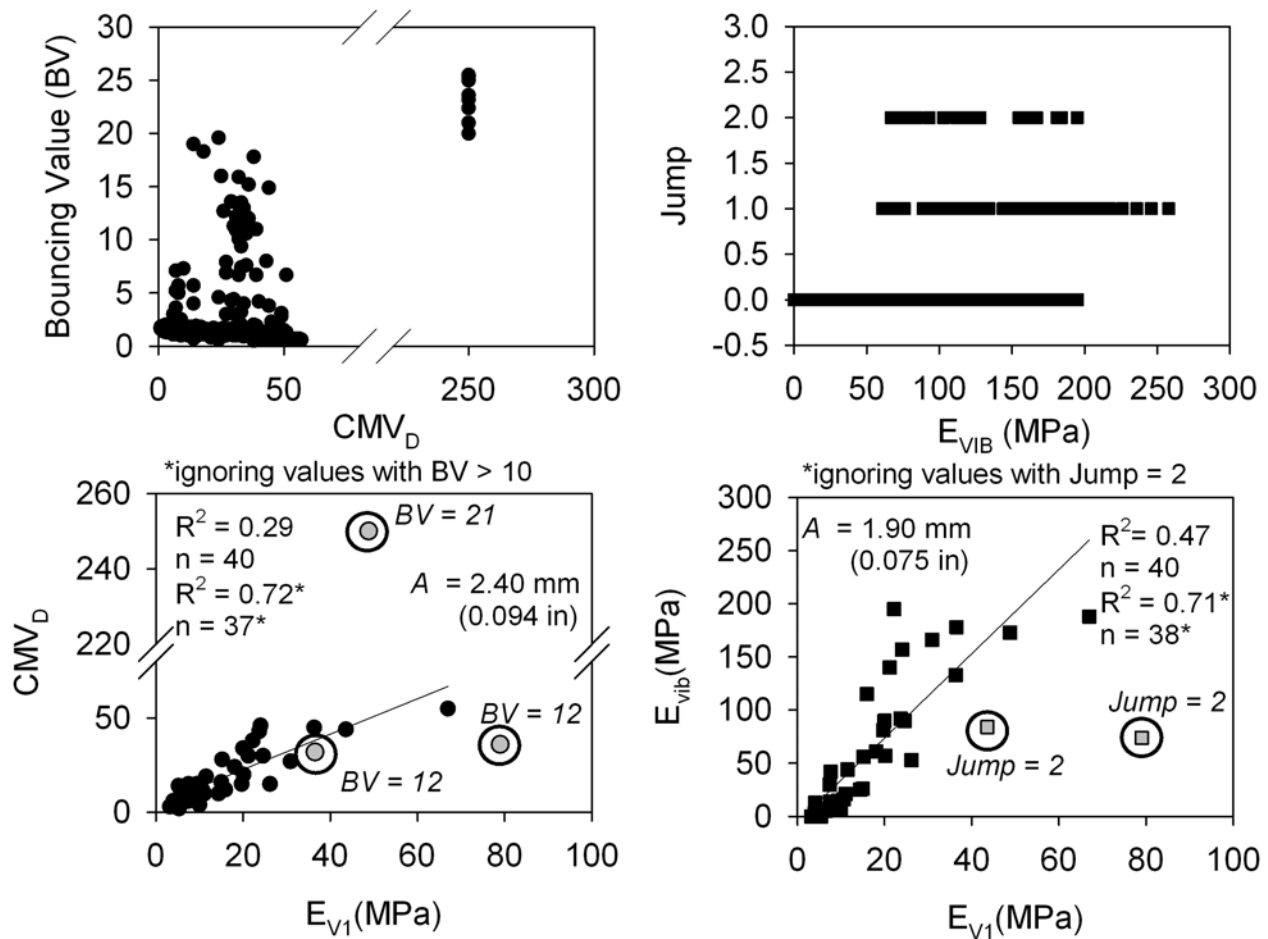 30
25
20
15
10
5
0
Bouncing Value (BV)
0
50
250
300
CMV_D
3.0
2.5
2.0
1.5
1.0
0.5
0.0
-0.5
Jump
0
50
100
150
200
250
300
E_VIB (MPa)
*ignoring values with BV > 10
260
240
220
50
0
CMV_D
R² = 0.29
n = 40
R² = 0.72*
n = 37*
BV = 21
A = 2.40 mm
(0.094 in)
BV = 12
BV = 12
0
20
40
60
80
100
E_V1(MPa)
*ignoring values with Jump = 2
300
250
200
150
100
50
0
E_vib(MPa)
A = 1.90 mm
(0.075 in)
R²= 0.47
n = 40
R² = 0.71*
n = 38*
Jump = 2
Jump = 2
0
20
40
60
80
100
E_V1(MPa)